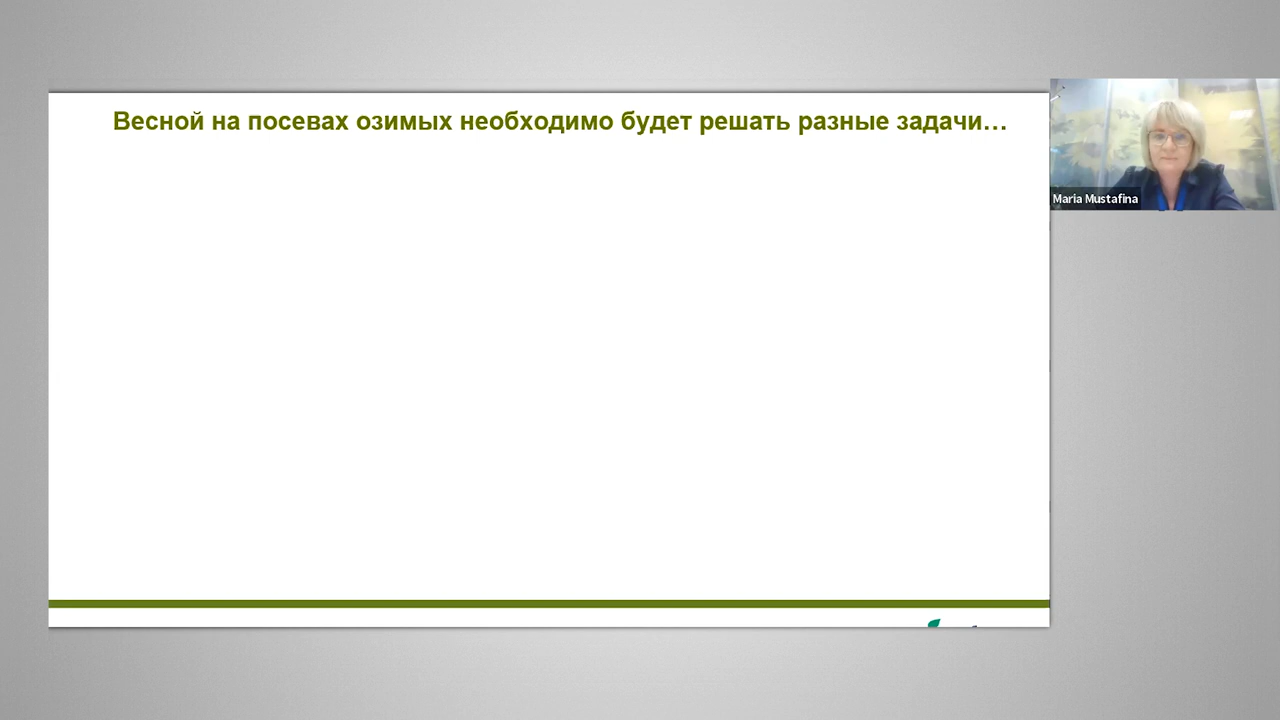 Весной на посевах озимых необходимо будет решать разные задачи…
Maria Mustafina